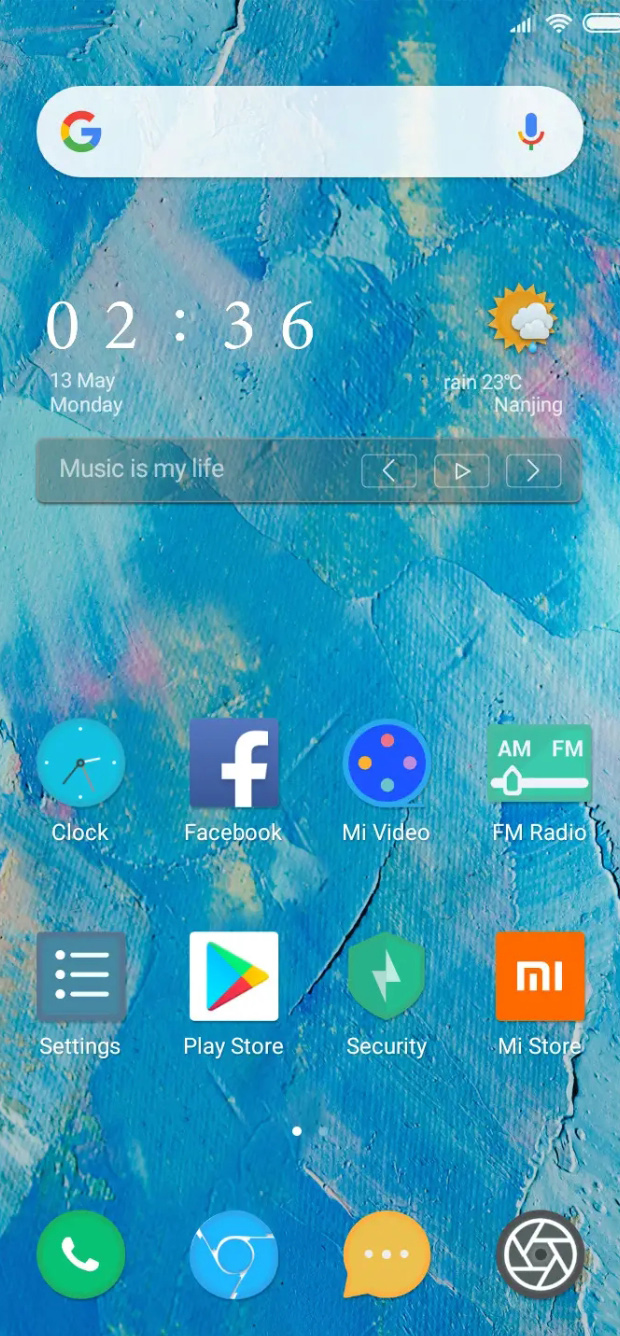 02:36
13 May
Monday
rain 23℃
Nanjing
Music is my life
AM FM
Clock Facebook Mi Video FM Radio
mi
Settings Play Store Security Mi Store